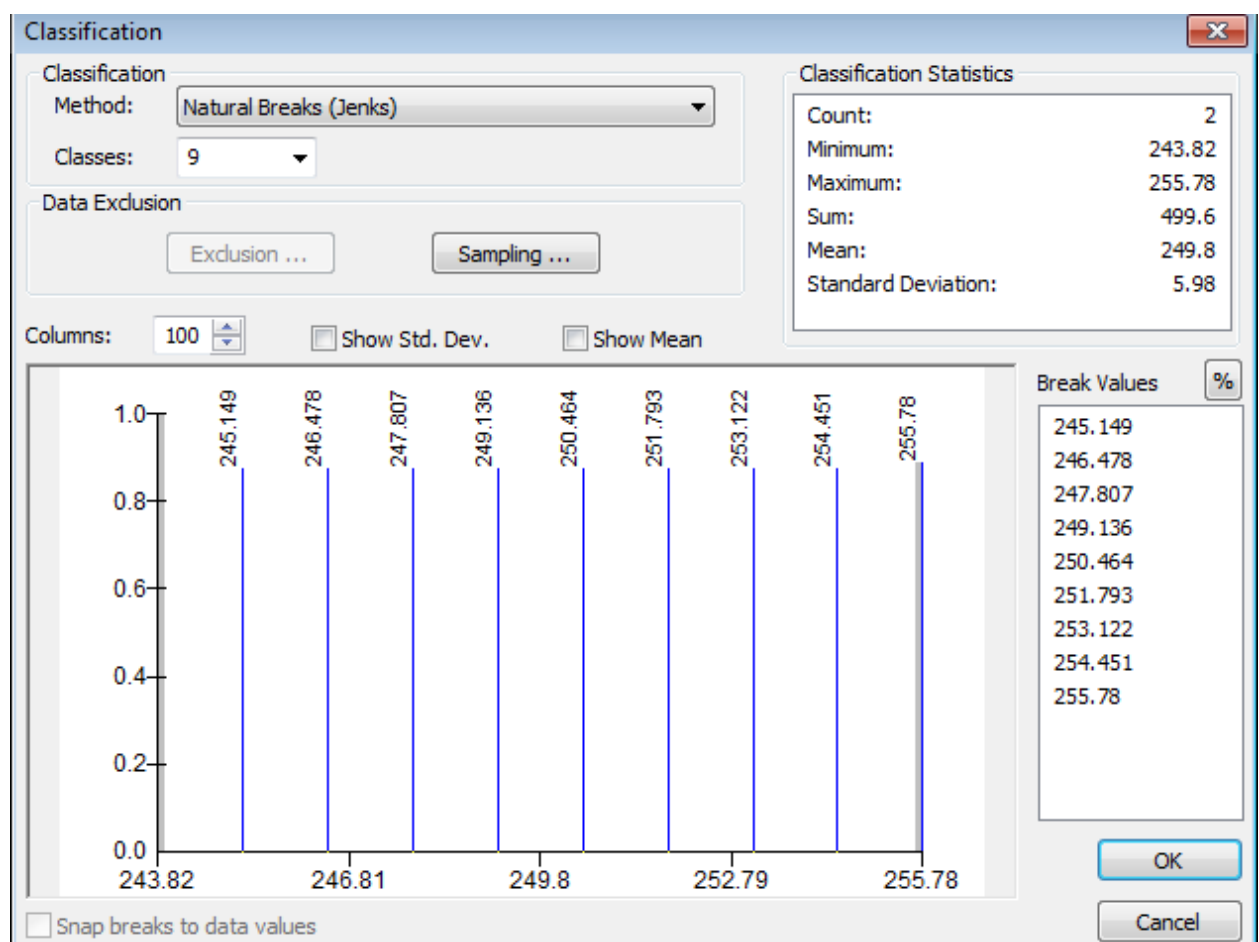 Classification
Classification
Method: Natural Breaks (Jenks)
Classes: 9
Data Exclusion
Exclusion ...
Sampling ...
Classification Statistics
Count: 2
Minimum: 243.82
Maximum: 255.78
Sum: 499.6
Mean: 249.8
Standard Deviation: 5.98
Columns: 100 Show Std. Dev. Show Mean
245.149 246.478 247.807 249.136 250.464 251.793 253.122 254.451 255.78
1.0
0.8
0.6
0.4
0.2
0.0
243.82 246.81 249.8 252.79 255.78
Break Values %
245.149
246.478
247.807
249.136
250.464
251.793
253.122
254.451
255.78
OK
Cancel
Snap breaks to data values